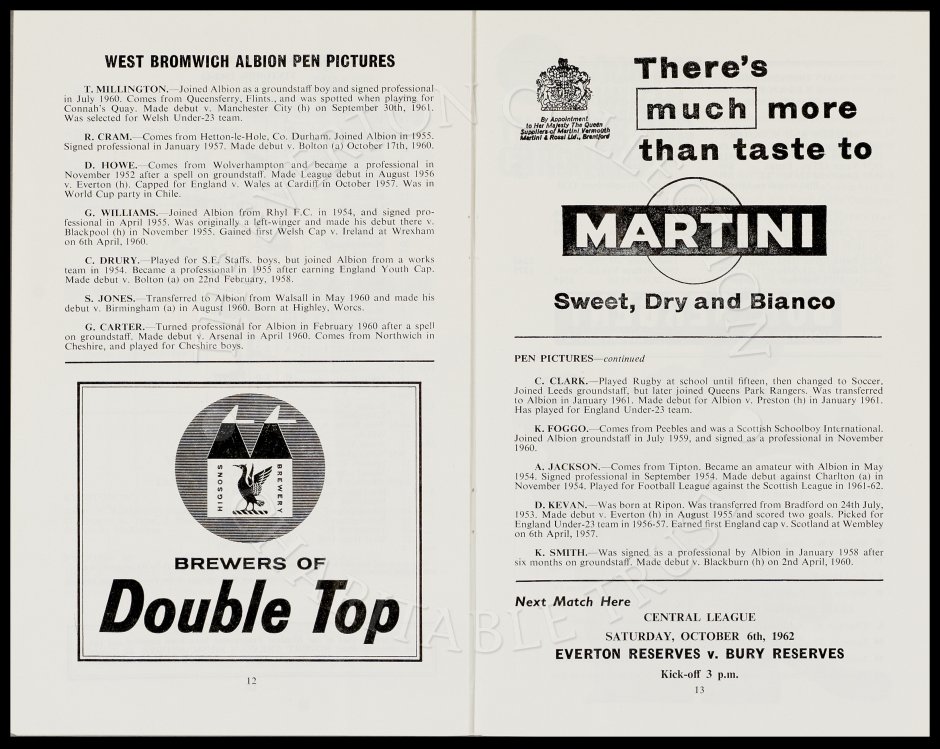 WEST BROMWICH ALBION PEN PICTURES
T. MILLINGTON.—Joined Albion as a groundstaff boy and signed professional
in July 1960. Comes from Queensferry, Flints., and was spotted when playing for
Connah's Quay. Made debut v. Manchester City (h) on September 30th, 1961.
Was selected for Welsh Under-23 team.
R. CRAM.—Comes from Hetton-le-Hole, Co. Durham. Joined Albion in 1955.
Signed professional in January 1957. Made debut v. Bolton (a) October 17th, 1960.
D. HOWE.—Comes from Wolverhampton and became a professional in
November 1952 after a spell on groundstaff. Made League debut in August 1956
v. Everton (h). Capped for England v. Wales at Cardiff in October 1957. Was in
World Cup party in Chile.
G. WILLIAMS.—Joined Albion from Rhyl F.C. in 1954, and signed pro-
fessional in April 1955. Was originally a left-winger and made his debut there v.
Blackpool (h) in November 1955. Gained first Welsh Cap v. Ireland at Wrexham
on 6th April, 1960.
C. DRURY.—Played for S.E. Staffs. boys, but joined Albion from a works
team in 1954. Became a professional in 1955 after earning England Youth Cap.
Made debut v. Bolton (a) on 22nd February, 1958.
S. JONES.—Transferred to Albion from Walsall in May 1960 and made his
debut v. Birmingham (a) in August 1960. Born at Highley, Worcs.
G. CARTER.—Turned professional for Albion in February 1960 after a spell
on groundstaff. Made debut v. Arsenal in April 1960. Comes from Northwich in
Cheshire, and played for Cheshire boys.
HIGSONS BREWERY
BREWERS OF
Double Top
12
By Appointment
to Her Majesty The Queen
Suppliers of Martini Vermouth
Martini & Rossi Ltd., Brentford
There's
much more
than taste to
MARTINI
Sweet, Dry and Bianco
PEN PICTURES—continued
C. CLARK.—Played Rugby at school until fifteen, then changed to Soccer,
Joined Leeds groundstaff, but later joined Queens Park Rangers. Was transferred
to Albion in January 1961. Made debut for Albion v. Preston (h) in January 1961.
Has played for England Under-23 team.
K. FOGGO.—Comes from Peebles and was a Scottish Schoolboy International.
Joined Albion groundstaff in July 1959, and signed as a professional in November
1960.
A. JACKSON.—Comes from Tipton. Became an amateur with Albion in May
1954. Signed professional in September 1954. Made debut against Charlton (a) in
November 1954. Played for Football League against the Scottish League in 1961-62.
D. KEVAN.—Was born at Ripon. Was transferred from Bradford on 24th July,
1953. Made debut v. Everton (h) in August 1955 and scored two goals. Picked for
England Under-23 team in 1956-57. Earned first England cap v. Scotland at Wembley
on 6th April, 1957.
K. SMITH.—Was signed as a professional by Albion in January 1958 after
six months on groundstaff. Made debut v. Blackburn (h) on 2nd April, 1960.
Next Match Here
CENTRAL LEAGUE
SATURDAY, OCTOBER 6th, 1962
EVERTON RESERVES v. BURY RESERVES
Kick-off 3 p.m.
13